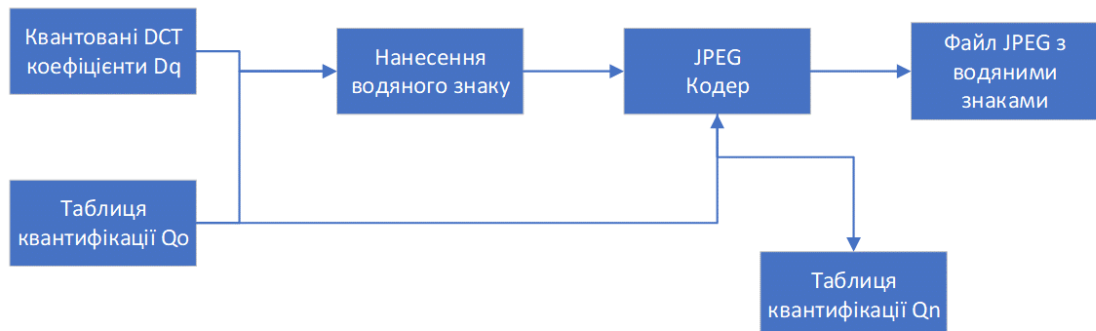 Квантовані DCT
коефіцієнти Dq
Нанесення
водяного знаку
JPEG
Кодер
Файл JPEG з
водяними
знаками
Таблиця
квантифікації Qo
Таблиця
квантифікації Qn